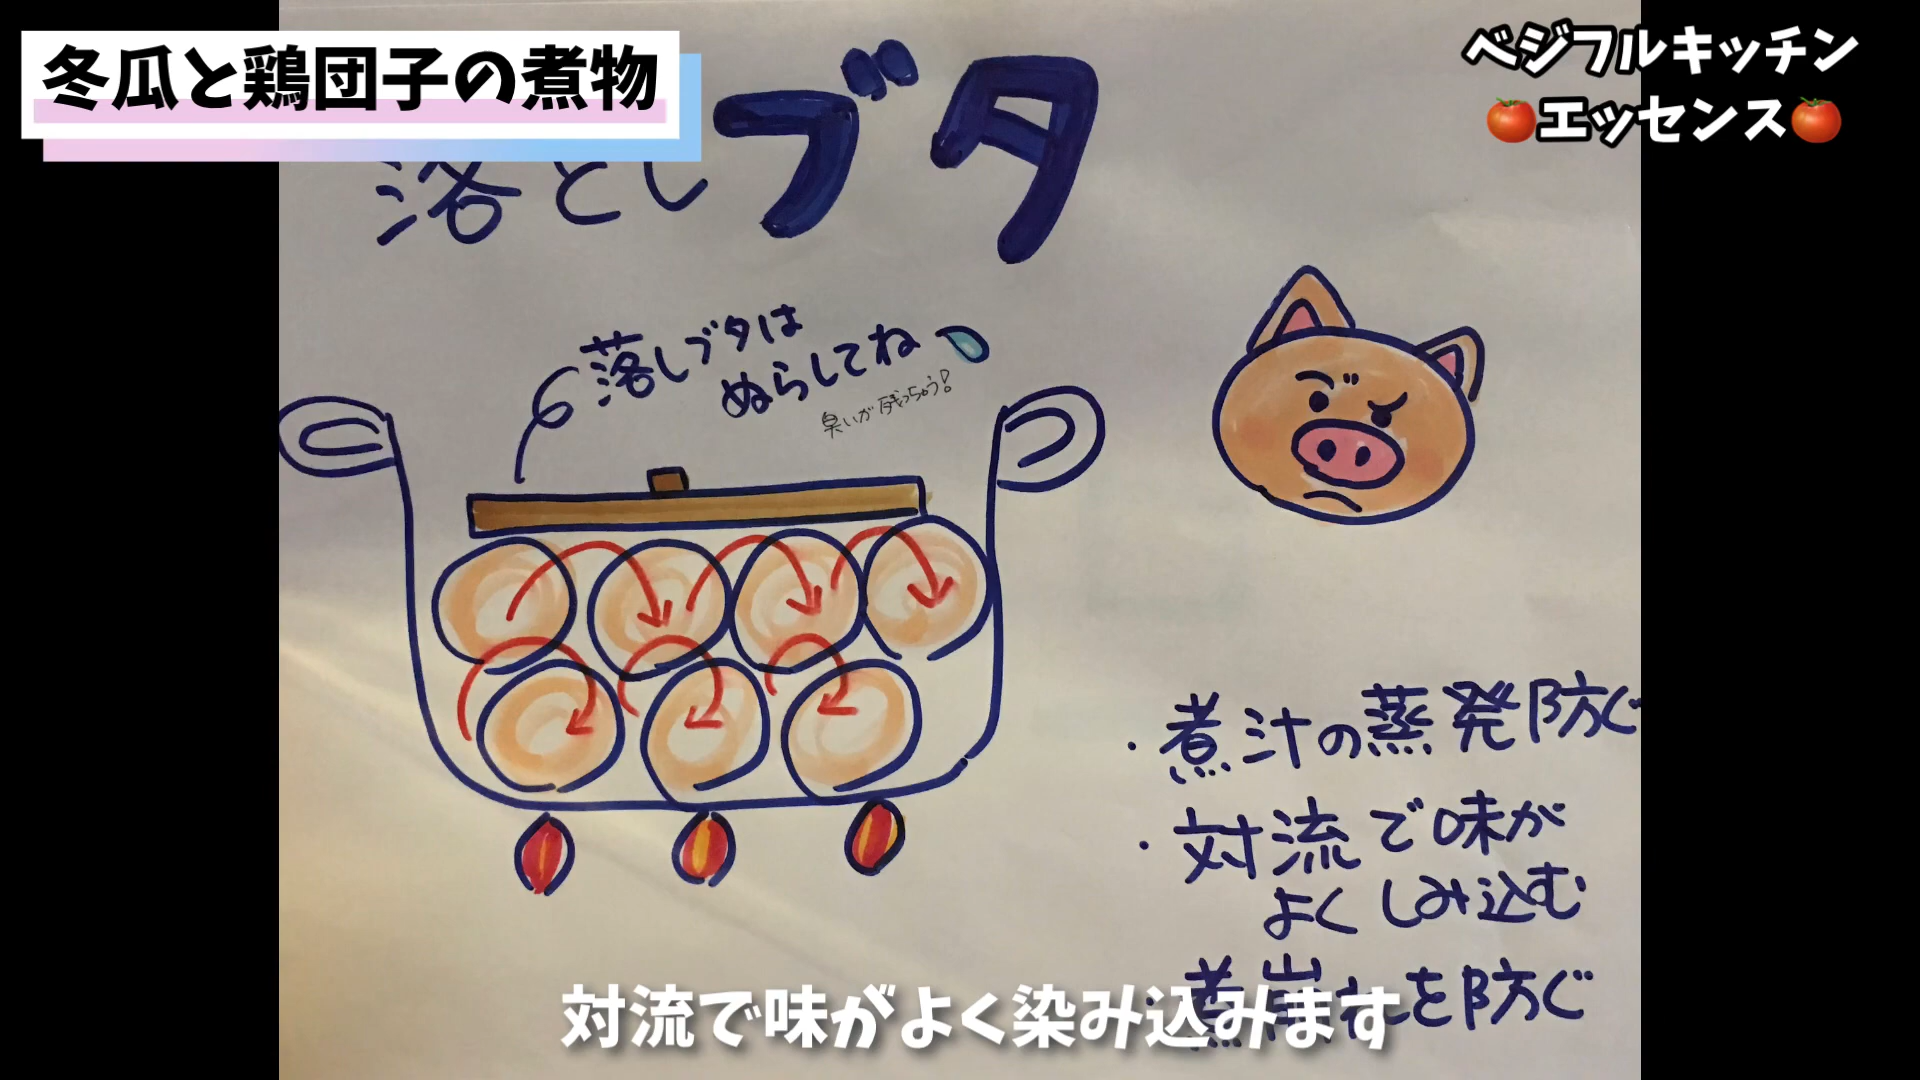 冬瓜と鶏団子の煮物
ベジフルキッチン
🍅エッセンス🍅
落としブタ
落しブタは
ぬらしてね
臭いが残っちゃう!
・煮汁の蒸発防ぐ
・対流で味が
よくしみ込む
・煮崩れを防ぐ
対流で味がよく染み込みます